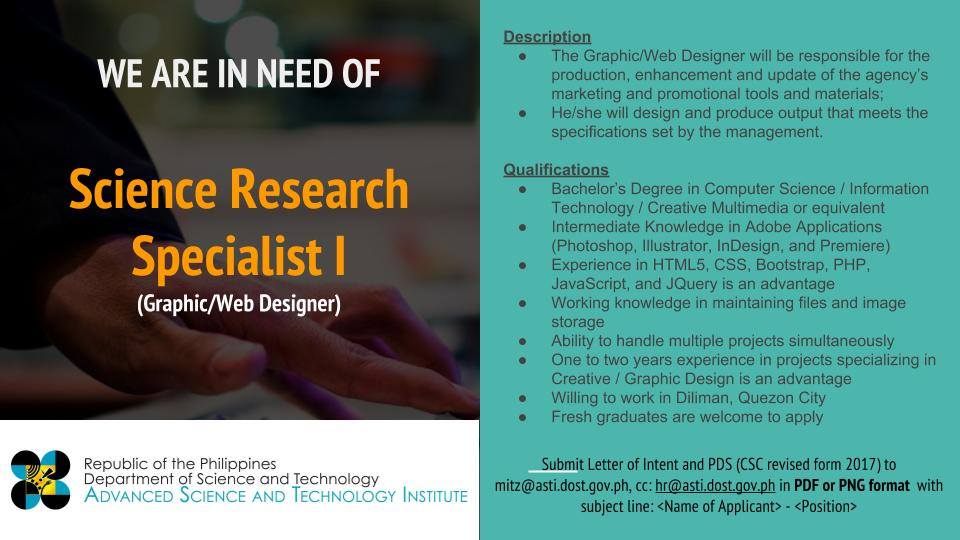 WE ARE IN NEED OF
Science Research
Specialist I
(Graphic/Web Designer)
Republic of the Philippines
Department of Science and Technology
ADVANCED SCIENCE AND TECHNOLOGY INSTITUTE
Description
● The Graphic/Web Designer will be responsible for the
production, enhancement and update of the agency's
marketing and promotional tools and materials;
● He/she will design and produce output that meets the
specifications set by the management.
Qualifications
● Bachelor's Degree in Computer Science / Information
Technology / Creative Multimedia or equivalent
● Intermediate Knowledge in Adobe Applications
(Photoshop, Illustrator, InDesign, and Premiere)
● Experience in HTML5, CSS, Bootstrap, PHP,
JavaScript, and JQuery is an advantage
● Working knowledge in maintaining files and image
storage
● Ability to handle multiple projects simultaneously
● One to two years experience in projects specializing in
Creative / Graphic Design is an advantage
● Willing to work in Diliman, Quezon City
● Fresh graduates are welcome to apply
Submit Letter of Intent and PDS (CSC revised form 2017) to
mitz@asti.dost.gov.ph, cc: hr@asti.dost.gov.ph in PDF or PNG format with
subject line: <Name of Applicant> - <Position>